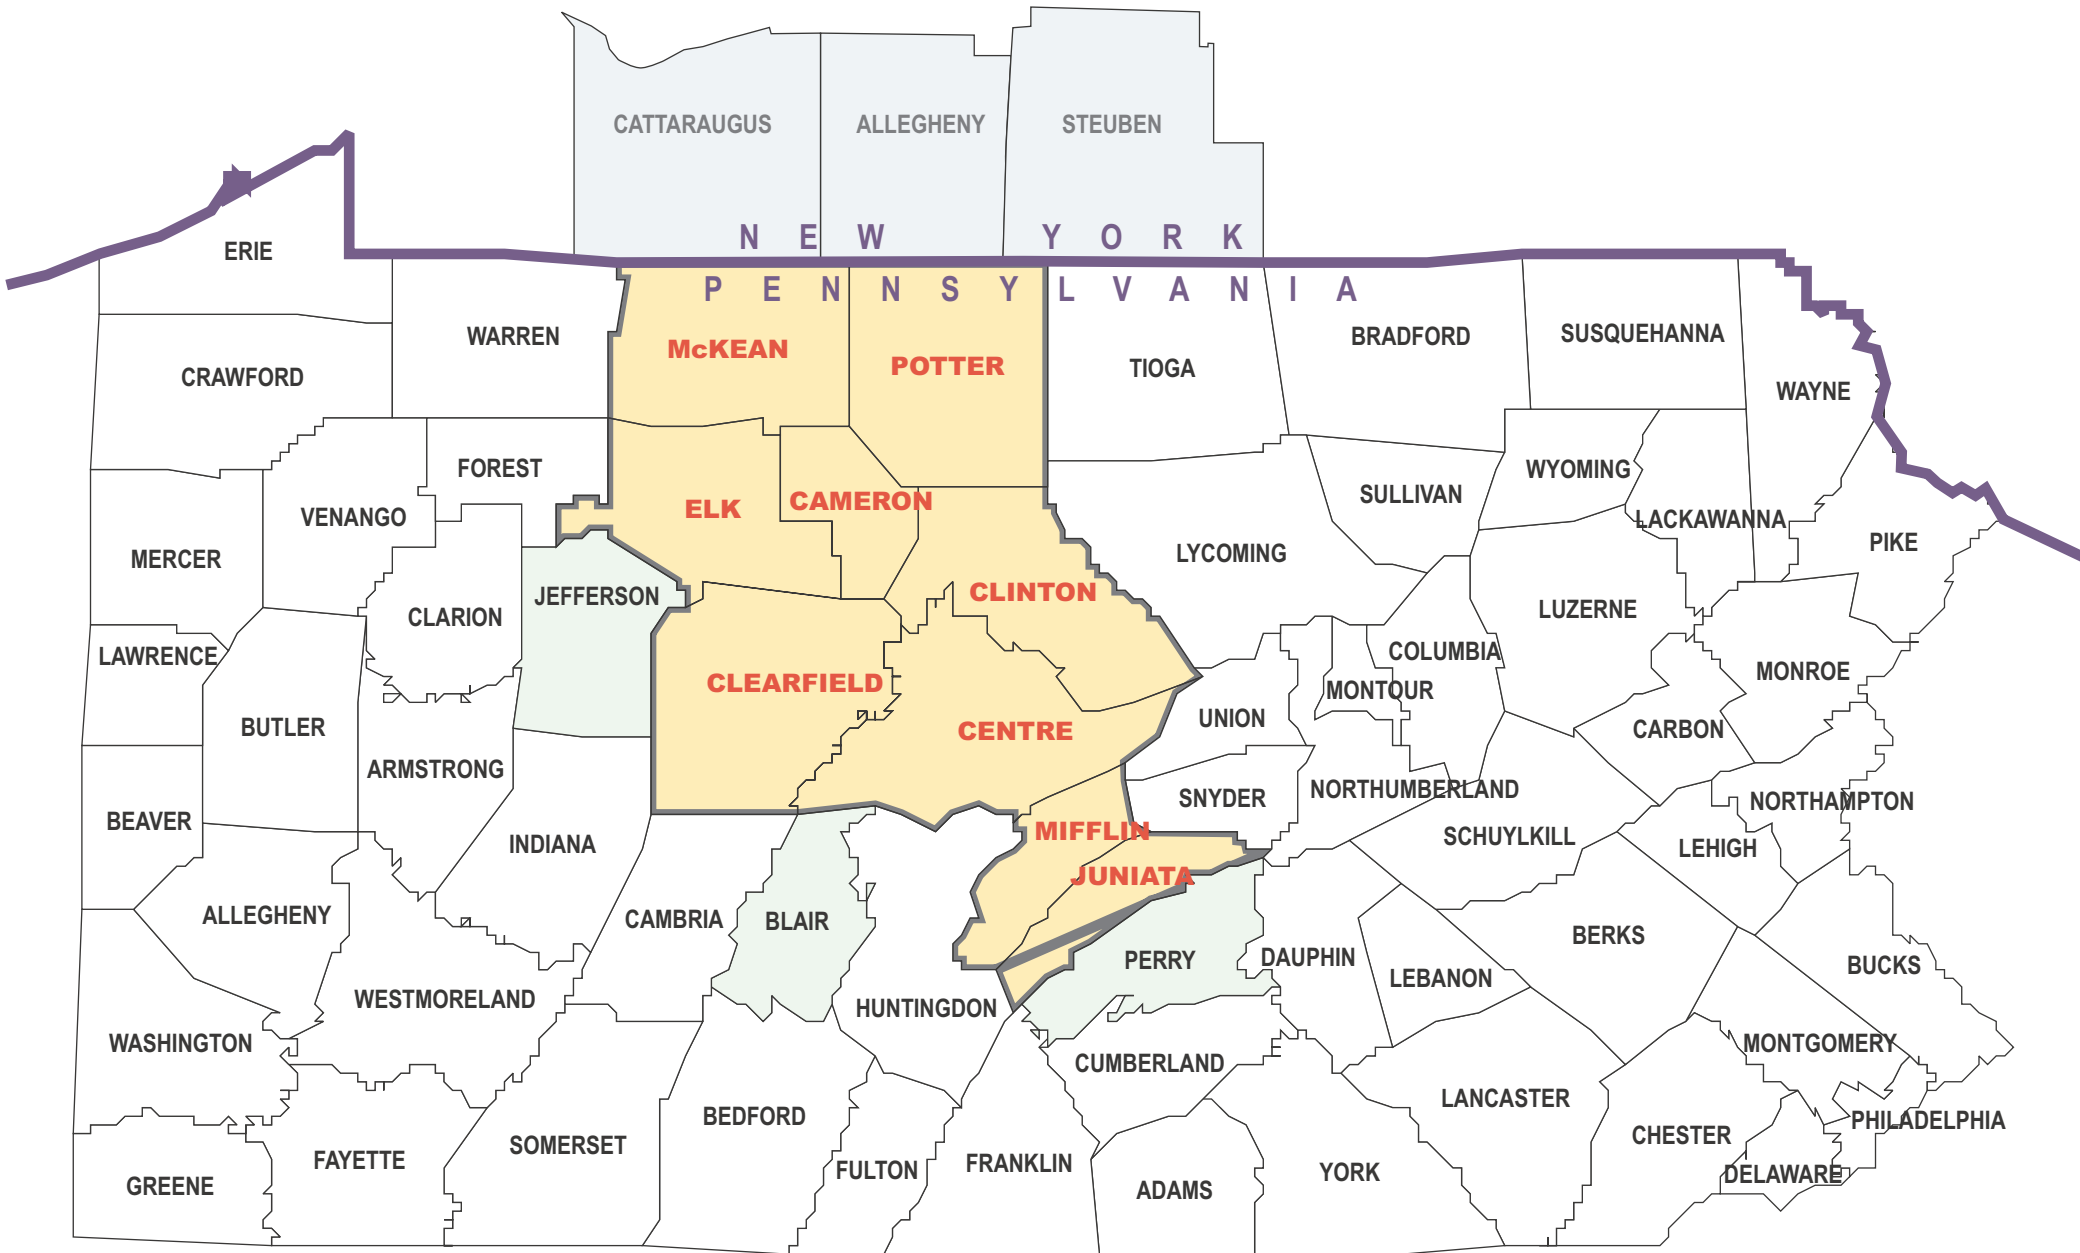 CATTARAUGUS
ALLEGHENY
STEUBEN
NEW YORK
PENNSYLVANIA
ERIE
WARREN
McKEAN
POTTER
TIOGA
BRADFORD
SUSQUEHANNA
WAYNE
CRAWFORD
FOREST
VENANGO
ELK
CAMERON
SULLIVAN
WYOMING
LACKAWANNA
PIKE
MERCER
LYCOMING
JEFFERSON
CLARION
CLINTON
LUZERNE
LAWRENCE
COLUMBIA
MONTOUR
MONROE
CLEARFIELD
BUTLER
CENTRE
UNION
CARBON
ARMSTRONG
BEAVER
SNYDER
NORTHUMBERLAND
NORTHAMPTON
INDIANA
MIFFLIN
SCHUYLKILL
LEHIGH
JUNIATA
ALLEGHENY
CAMBRIA
BLAIR
PERRY
DAUPHIN
BERKS
LEBANON
BUCKS
WESTMORELAND
HUNTINGDON
WASHINGTON
CUMBERLAND
MONTGOMERY
BEDFORD
LANCASTER
PHILADELPHIA
SOMERSET
CHESTER
FAYETTE
FULTON
FRANKLIN
YORK
DELAWARE
GREENE
ADAMS